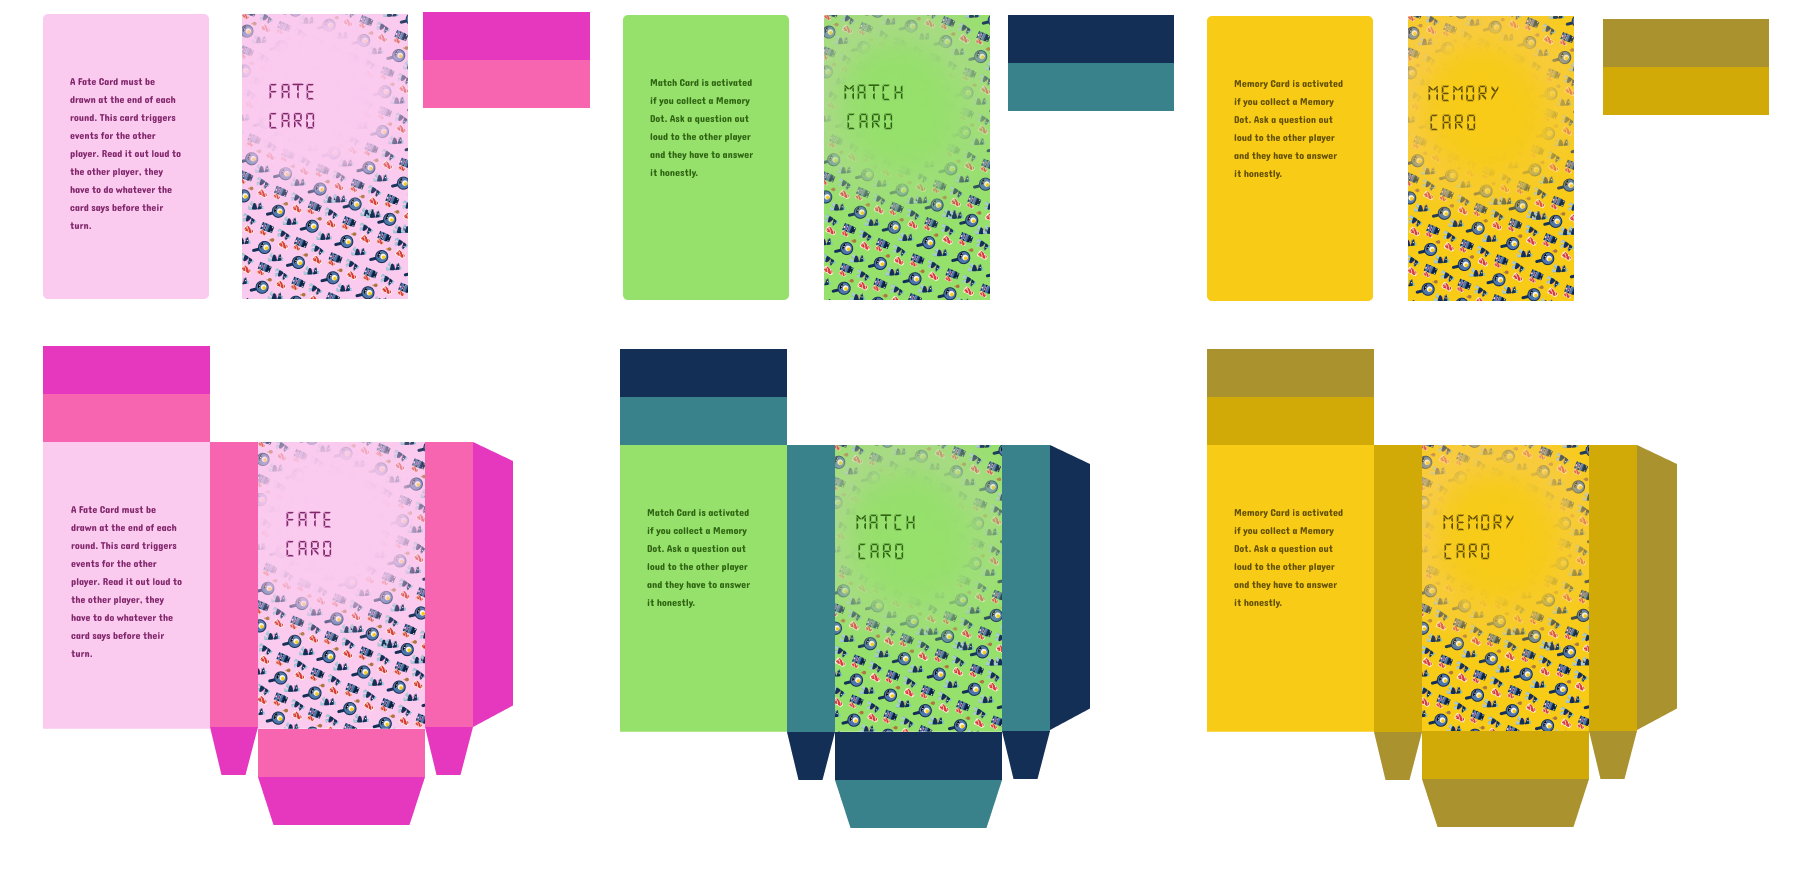 A Fate Card must be
drawn at the end of each
round. This card triggers
events for the other
player. Read it out loud to
the other player, they
have to do whatever the
card says before their
turn.
FATE
CARD
Match Card is activated
if you collect a Memory
Dot. Ask a question out
loud to the other player
and they have to answer
it honestly.
MATCH
CARD
Memory Card is activated
if you collect a Memory
Dot. Ask a question out
loud to the other player
and they have to answer
it honestly.
MEMORY
CARD
A Fate Card must be
drawn at the end of each
round. This card triggers
events for the other
player. Read it out loud to
the other player, they
have to do whatever the
card says before their
turn.
FATE
CARD
Match Card is activated
if you collect a Memory
Dot. Ask a question out
loud to the other player
and they have to answer
it honestly.
MATCH
CARD
Memory Card is activated
if you collect a Memory
Dot. Ask a question out
loud to the other player
and they have to answer
it honestly.
MEMORY
CARD